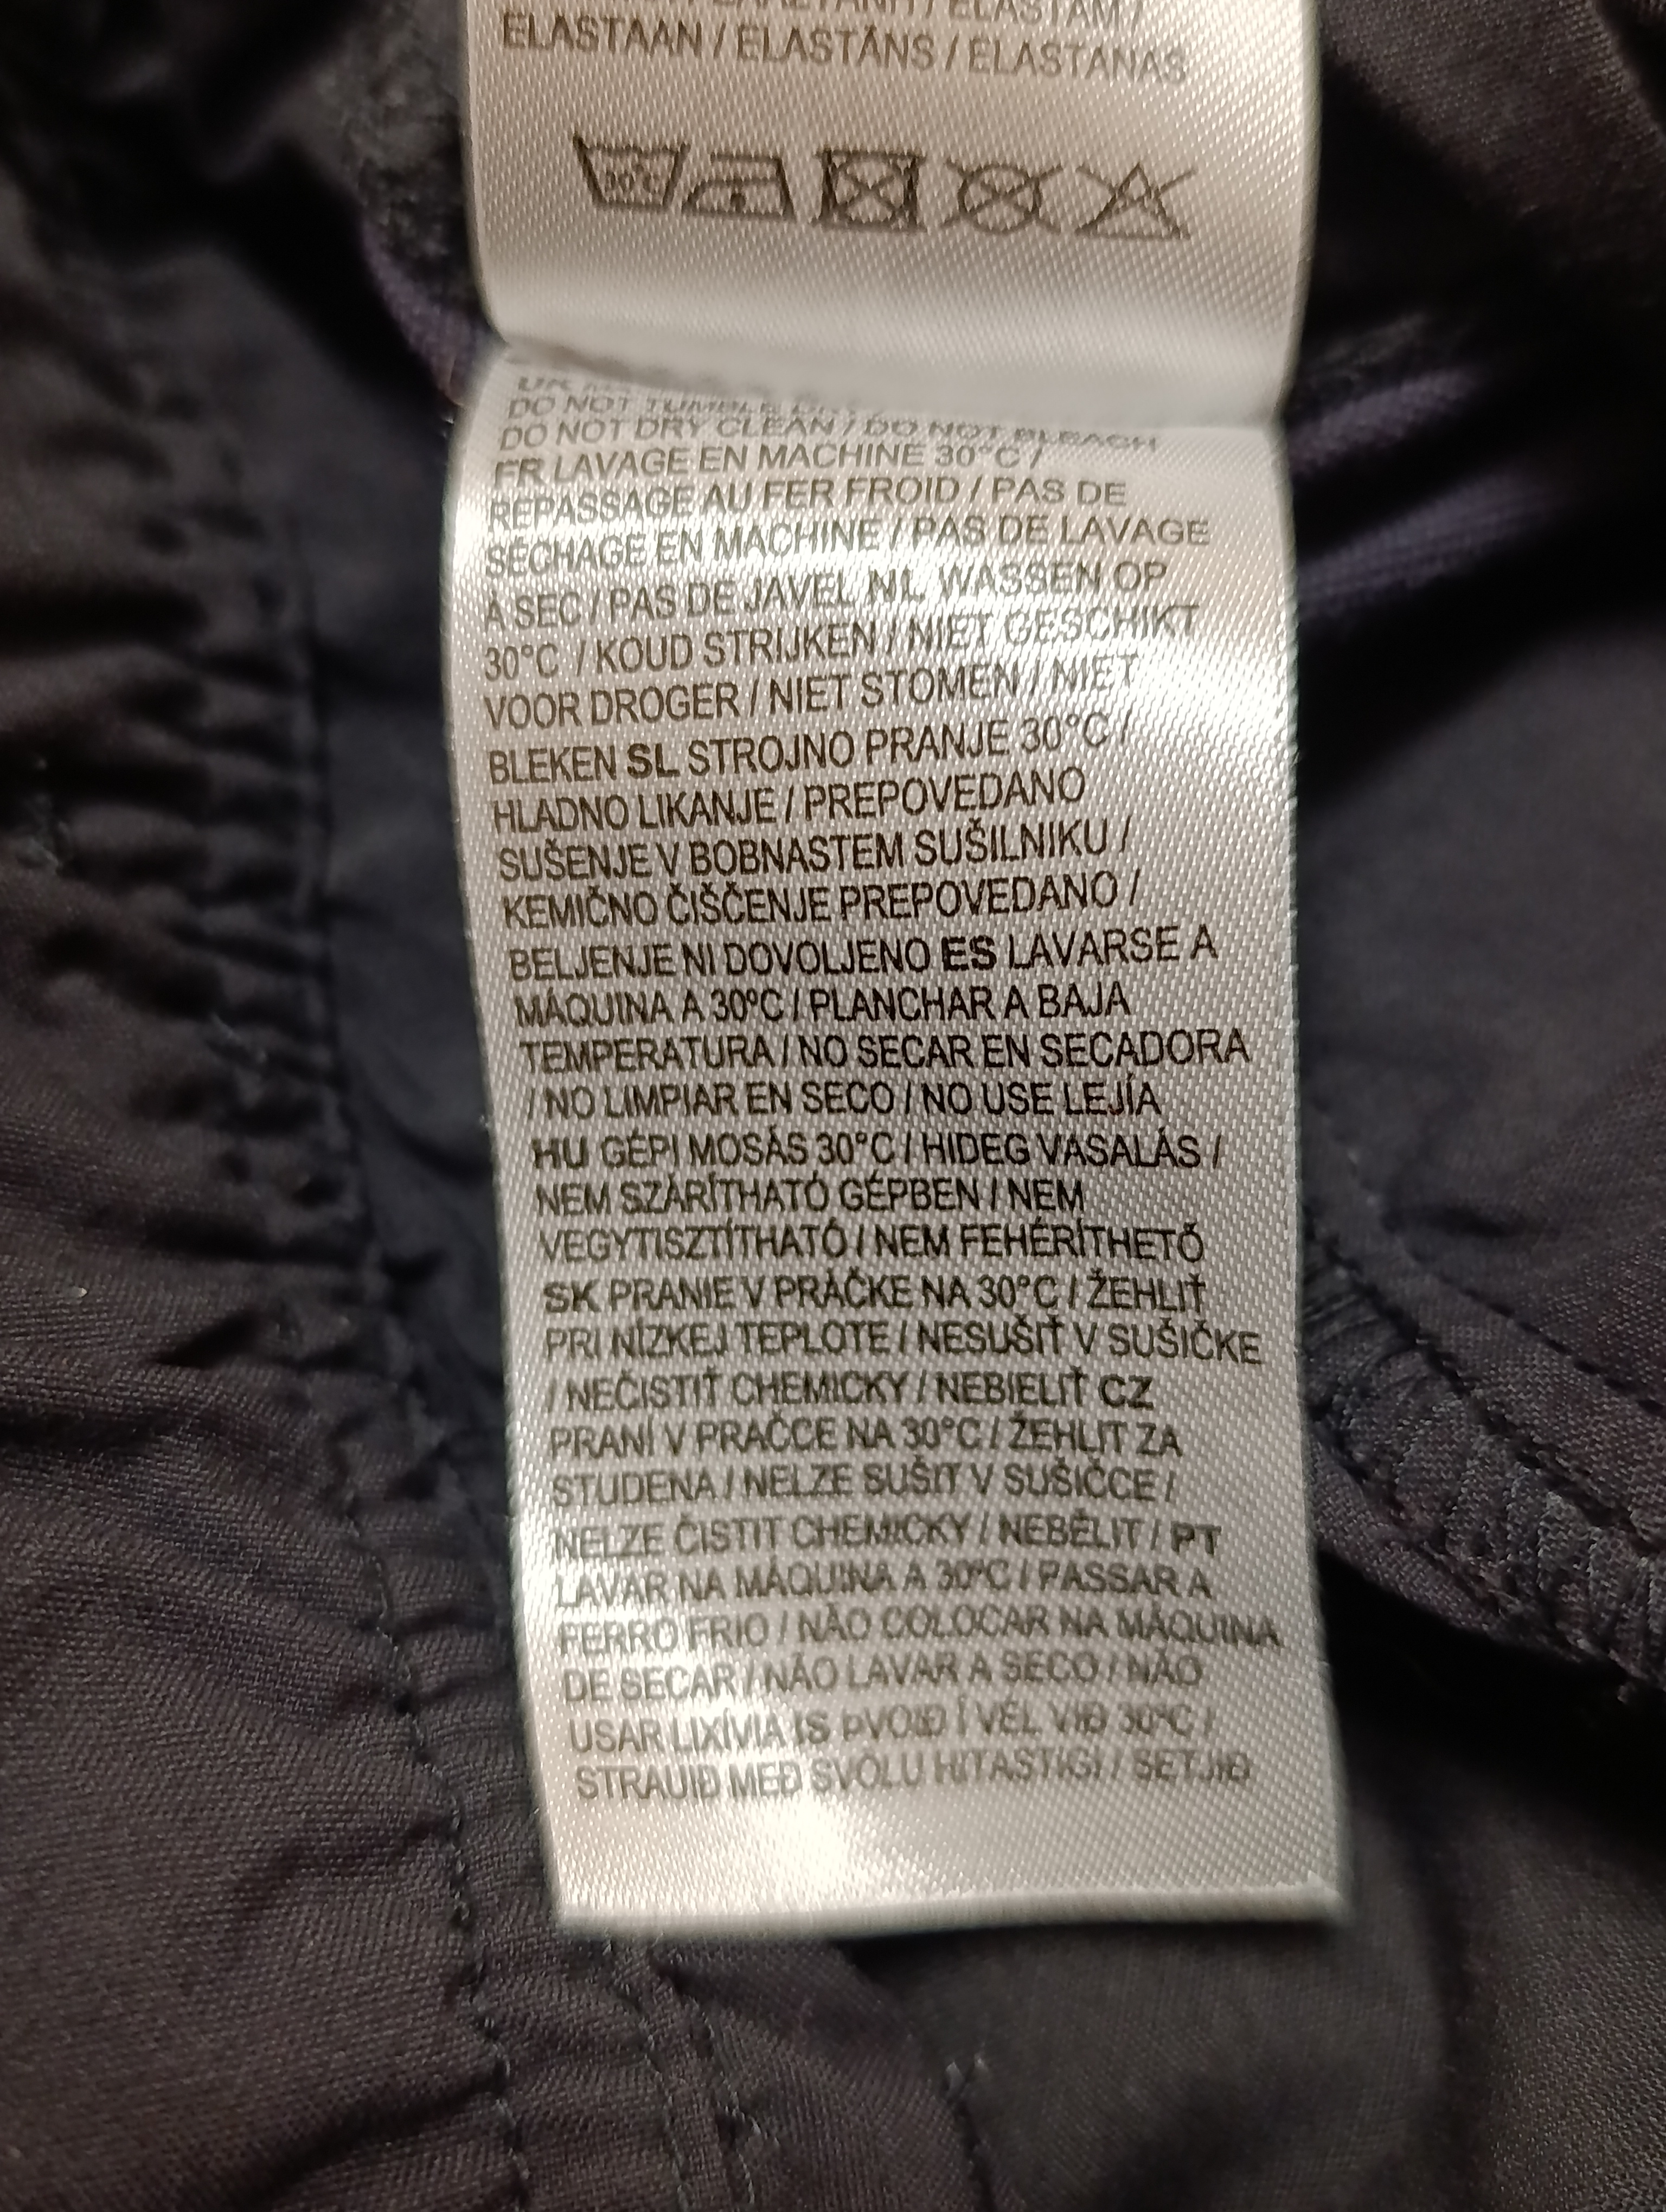 ELASTAAN / ELASTĀNS / ELASTANAS
30°C
UK
DO NOT TUMBLE DRY /
DO NOT DRY CLEAN / DO NOT BLEACH
FR LAVAGE EN MACHINE 30°C /
REPASSAGE AU FER FROID / PAS DE
SÉCHAGE EN MACHINE / PAS DE LAVAGE
À SEC / PAS DE JAVEL NL WASSEN OP
30°C / KOUD STRIJKEN / NIET GESCHIKT
VOOR DROGER / NIET STOMEN / NIET
BLEKEN SL STROJNO PRANJE 30°C /
HLADNO LIKANJE / PREPOVEDANO
SUŠENJE V BOBNASTEM SUŠILNIKU /
KEMIČNO ČIŠČENJE PREPOVEDANO /
BELJENJE NI DOVOLJENO ES LAVARSE A
MÁQUINA A 30ºC / PLANCHAR A BAJA
TEMPERATURA / NO SECAR EN SECADORA
/ NO LIMPIAR EN SECO / NO USE LEJÍA
HU GÉPI MOSÁS 30°C / HIDEG VASALÁS /
NEM SZÁRÍTHATÓ GÉPBEN / NEM
VEGYTISZTÍTHATÓ / NEM FEHÉRÍTHETŐ
SK PRANIE V PRÁČKE NA 30°C / ŽEHLIŤ
PRI NÍZKEJ TEPLOTE / NESUŠIŤ V SUŠIČKE
/ NEČISTIŤ CHEMICKY / NEBIELIŤ CZ
PRANÍ V PRAČCE NA 30°C / ŽEHLIT ZA
STUDENA / NELZE SUŠIT V SUŠIČCE /
NELZE ČISTIT CHEMICKY / NEBĚLIT / PT
LAVAR NA MÁQUINA A 30ºC / PASSAR A
FERRO FRIO / NÃO COLOCAR NA MÁQUINA
DE SECAR / NÃO LAVAR A SECO / NÃO
USAR LIXÍVIA IS ÞVOIÐ Í VÉL VIÐ 30°C /
STRAUIÐ MEÐ SVÖLU HITASTIGI / SETJIÐ